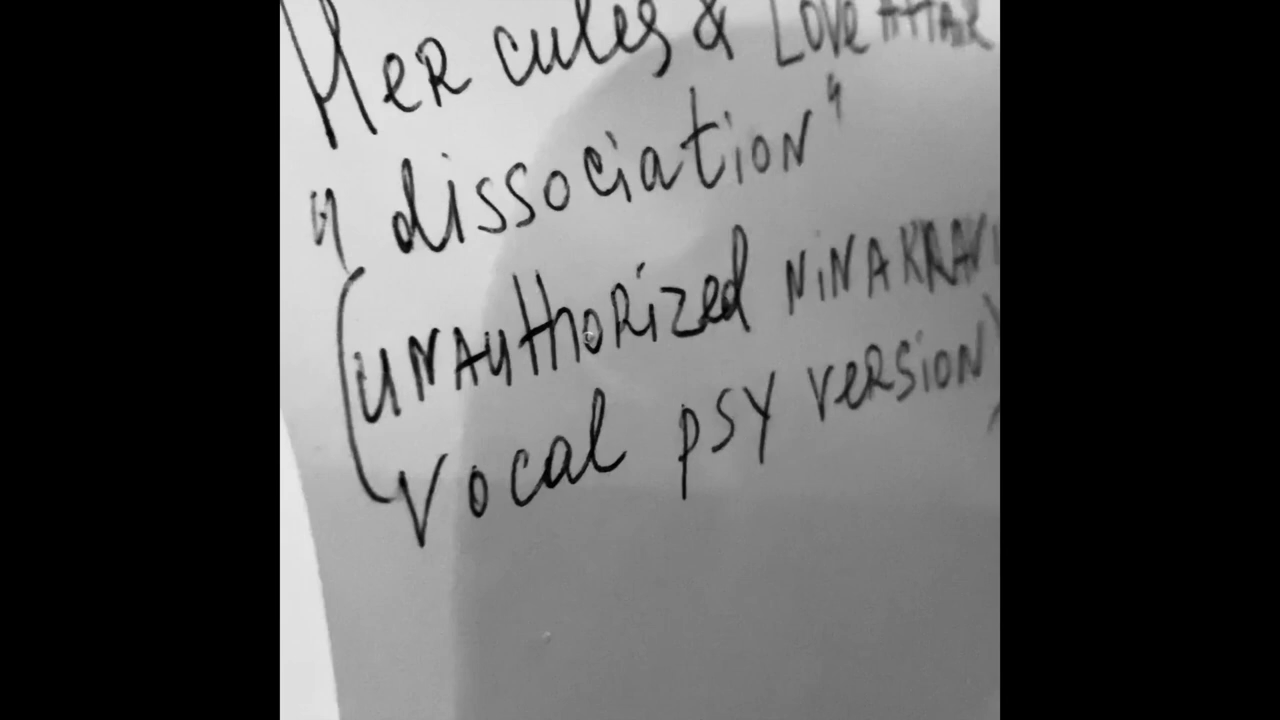 Hercules & Love Affair
"dissociation"
(unauthorized NINA KRAVI
vocal psy version)